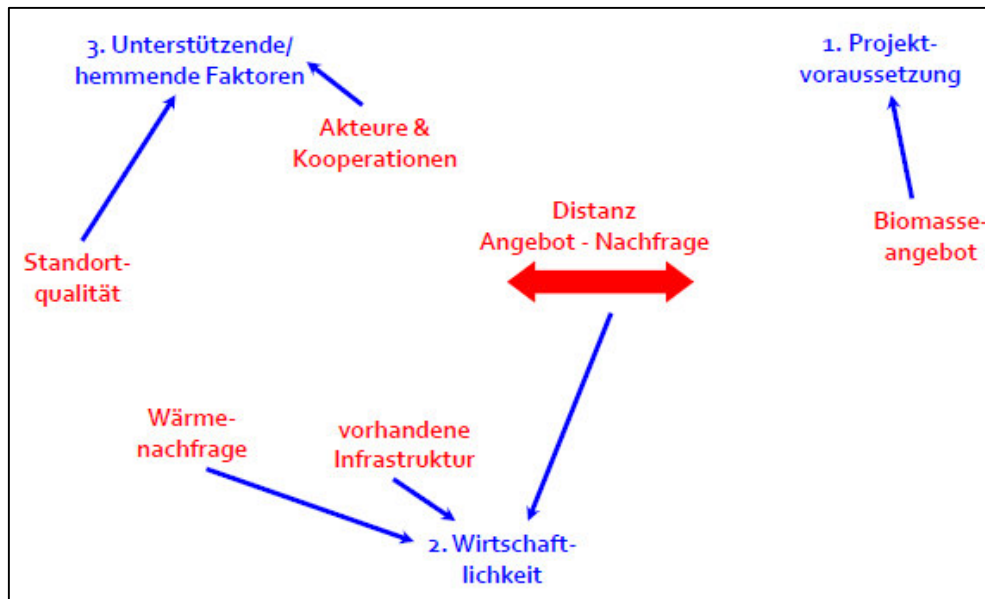 3. Unterstützende/
hemmende Faktoren
1. Projekt-
voraussetzung
Akteure &
Kooperationen
Distanz
Angebot - Nachfrage
Biomasse-
angebot
Standort-
qualität
Wärme-
nachfrage
vorhandene
Infrastruktur
2. Wirtschaft-
lichkeit